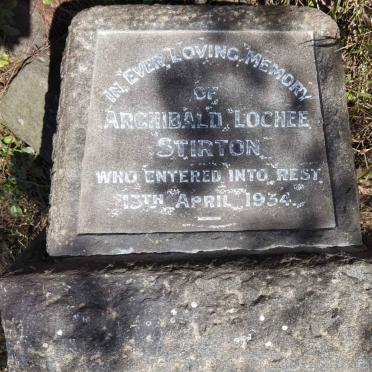 IN EVER LOVING MEMORY
OF
ARCHIBALD LOCHEE
STIRTON
WHO ENTERED INTO REST
13TH APRIL 1934.